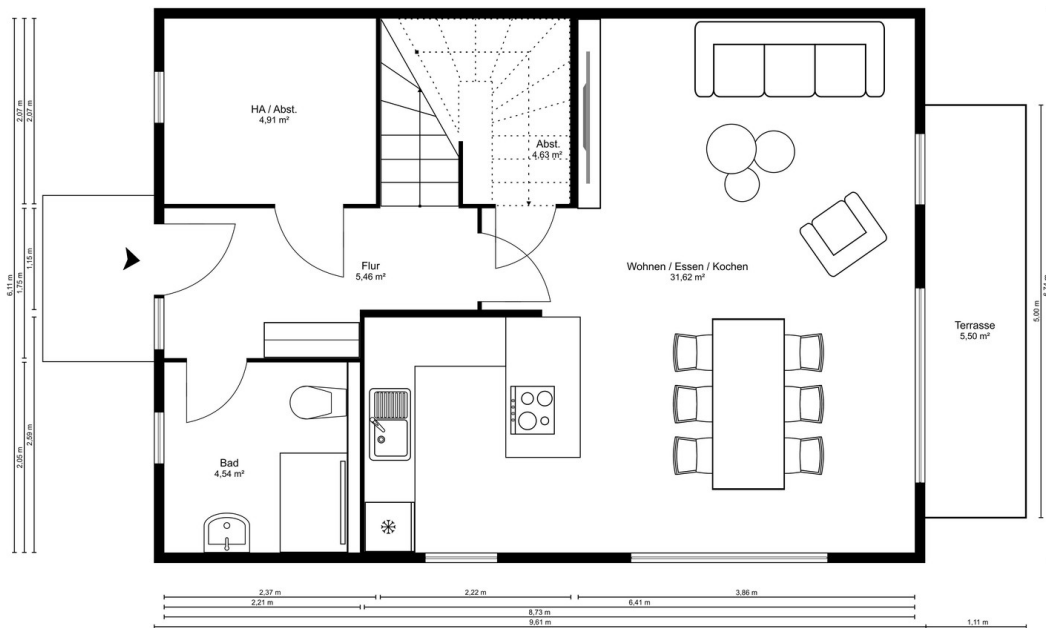 HA / Abst.
4,91 m²
Abst.
4,63 m²
Flur
5,46 m²
Wohnen / Essen / Kochen
31,62 m²
Terrasse
5,50 m²
Bad
4,54 m²
2,07 m
2,07 m
6,11 m
1,75 m
1,15 m
2,05 m
2,59 m
5,00 m
6,74 m
2,37 m
2,22 m
3,86 m
2,21 m
6,41 m
8,73 m
9,61 m
1,11 m